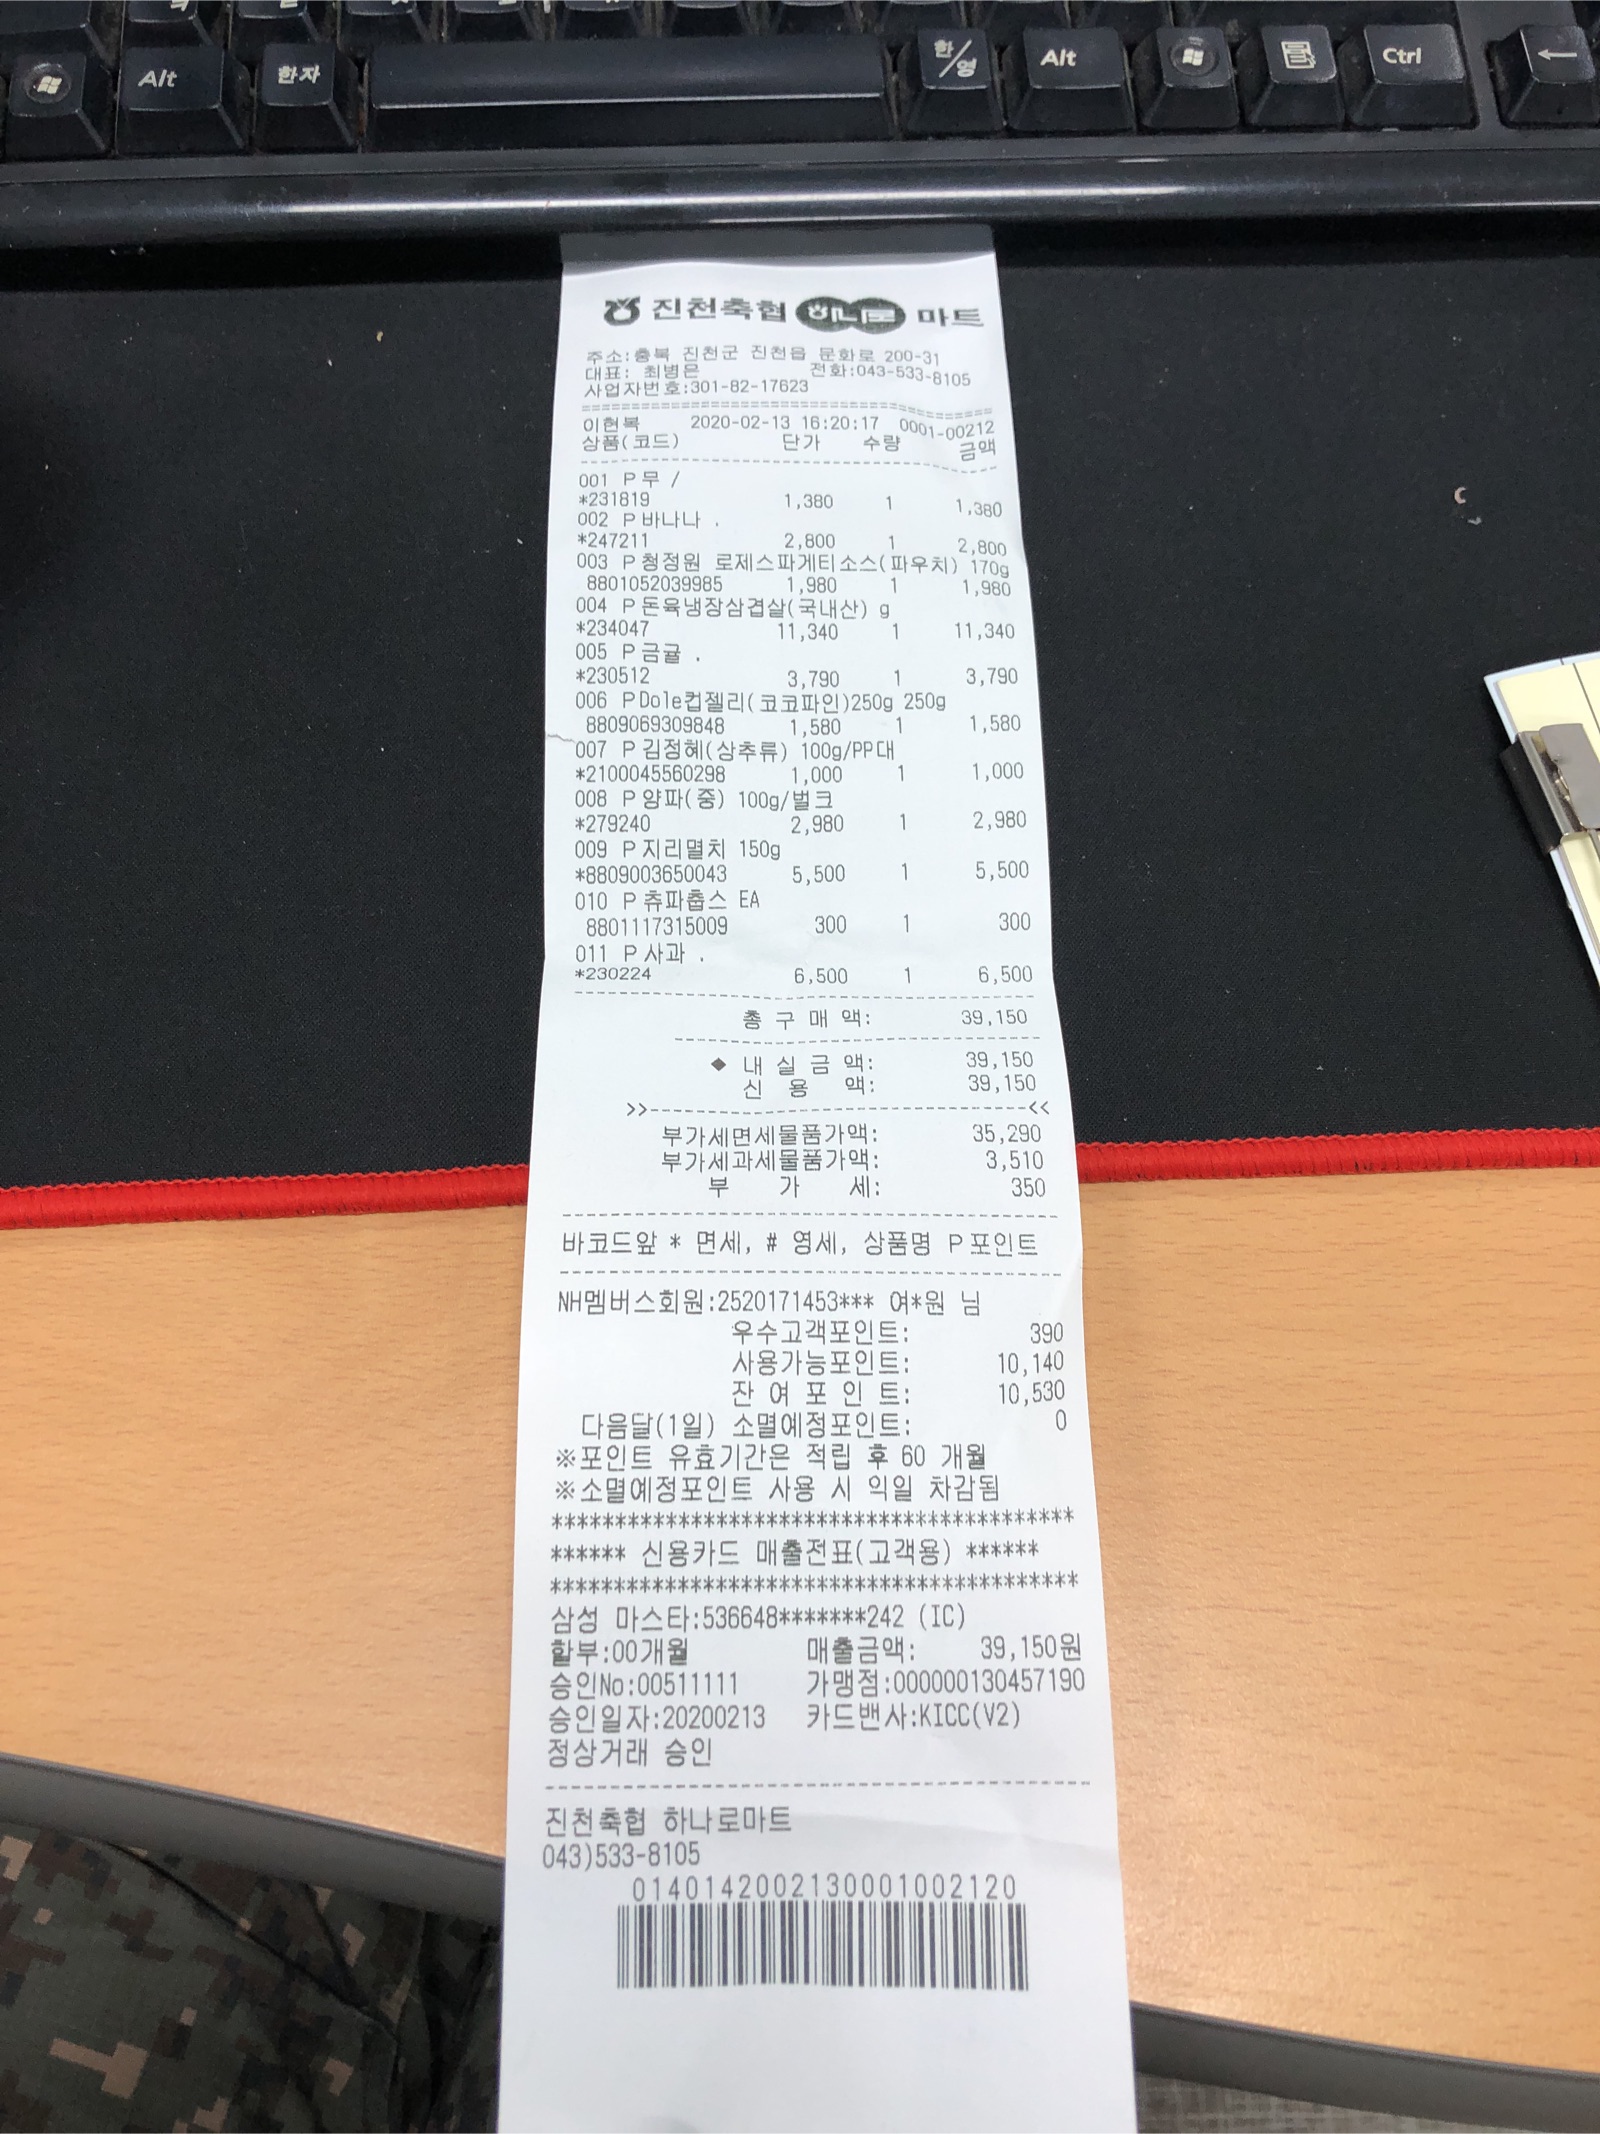 Alt 한자 한/영 Alt Ctrl ←
진천축협 하나로 마트
주소:충북 진천군 진천읍 문화로 200-31
대표: 최병은 전화:043-533-8105
사업자번호:301-82-17623
이현복 2020-02-13 16:20:17 0001-00212
상품(코드) 단가 수량 금액
001 P 무 /
*231819 1,380 1 1,380
002 P 바나나 .
*247211 2,800 1 2,800
003 P 청정원 로제스파게티소스(파우치) 170g
8801052039985 1,980 1 1,980
004 P 돈육냉장삼겹살(국내산) g
*234047 11,340 1 11,340
005 P 금귤 .
*230512 3,790 1 3,790
006 P Dole컵젤리(코코파인)250g 250g
8809069309848 1,580 1 1,580
007 P 김정혜(상추류) 100g/PP대
*2100045560298 1,000 1 1,000
008 P 양파(중) 100g/벌크
*279240 2,980 1 2,980
009 P 지리멸치 150g
*8809003650043 5,500 1 5,500
010 P 츄파춥스 EA
8801117315009 300 1 300
011 P 사과 .
*230224 6,500 1 6,500
총 구 매 액: 39,150
◆ 내 실 금 액: 39,150
신 용 액: 39,150
>>------------------------------<<
부가세면세물품가액: 35,290
부가세과세물품가액: 3,510
부 가 세: 350
바코드앞 * 면세, # 영세, 상품명 P 포인트
NH멤버스회원:2520171453*** 여*원 님
우수고객포인트: 390
사용가능포인트: 10,140
잔 여 포 인 트: 10,530
다음달(1일) 소멸예정포인트: 0
※포인트 유효기간은 적립 후 60 개월
※소멸예정포인트 사용 시 익일 차감됨
******************************************
****** 신용카드 매출전표(고객용) ******
******************************************
삼성 마스타:536648*******242 (IC)
할부:00개월 매출금액: 39,150원
승인No:00511111 가맹점:000000130457190
승인일자:20200213 카드밴사:KICC(V2)
정상거래 승인
진천축협 하나로마트
043)533-8105
01401420021300010021​20